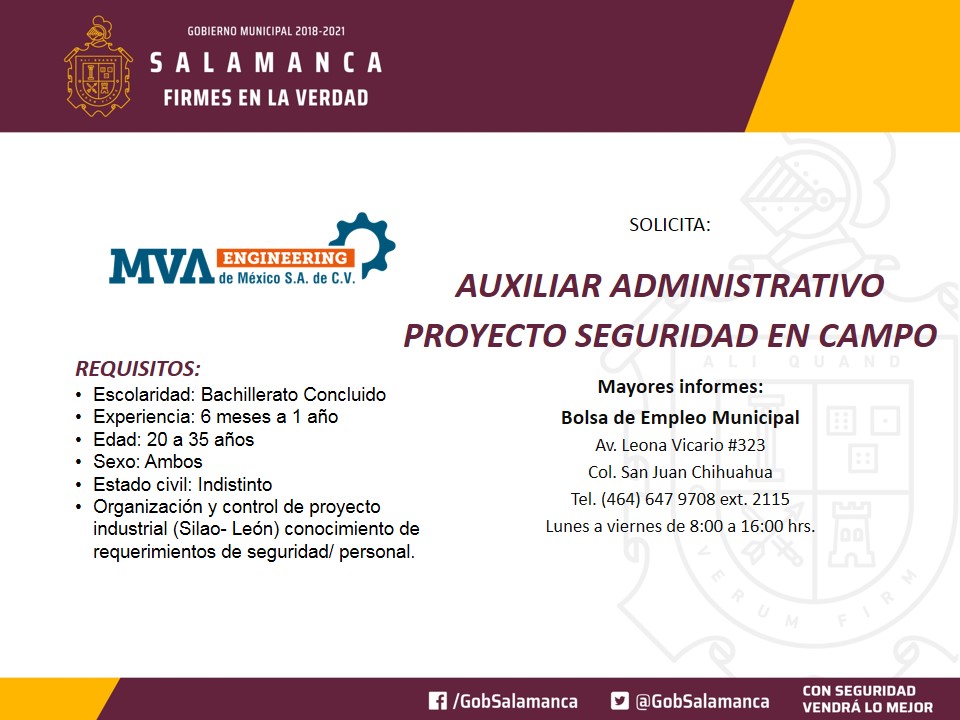 GOBIERNO MUNICIPAL 2018-2021
SALAMANCA
FIRMES EN LA VERDAD
SOLICITA:
MVA ENGINEERING
de México S.A. de C.V.
AUXILIAR ADMINISTRATIVO
PROYECTO SEGURIDAD EN CAMPO
REQUISITOS:
• Escolaridad: Bachillerato Concluido
• Experiencia: 6 meses a 1 año
• Edad: 20 a 35 años
• Sexo: Ambos
• Estado civil: Indistinto
• Organización y control de proyecto
industrial (Silao- León) conocimiento de
requerimientos de seguridad/ personal.
Mayores informes:
Bolsa de Empleo Municipal
Av. Leona Vicario #323
Col. San Juan Chihuahua
Tel. (464) 647 9708 ext. 2115
Lunes a viernes de 8:00 a 16:00 hrs.
ALI QUAND
VERUM FIRM
/GobSalamanca
@GobSalamanca
CON SEGURIDAD
VENDRÁ LO MEJOR